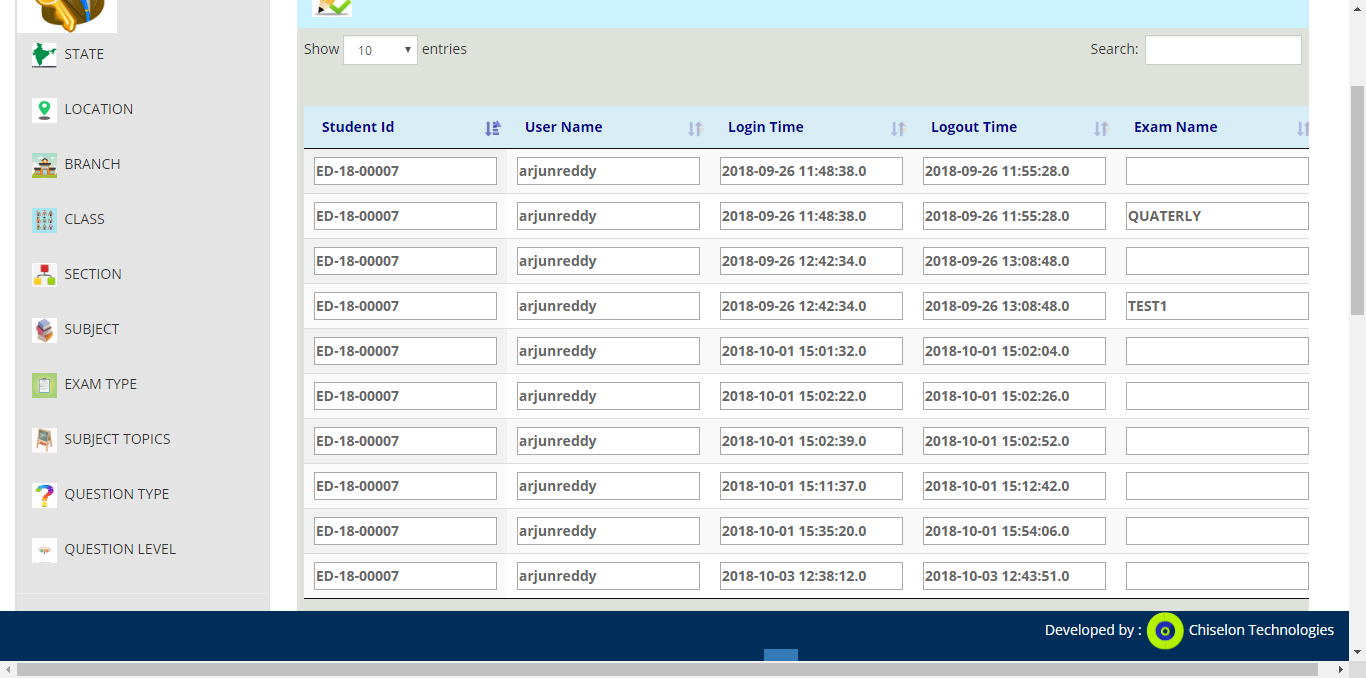 STATE
LOCATION
BRANCH
CLASS
SECTION
SUBJECT
EXAM TYPE
SUBJECT TOPICS
QUESTION TYPE
QUESTION LEVEL
Show 10 entries Search:
Student Id User Name Login Time Logout Time Exam Name
ED-18-00007 arjunreddy 2018-09-26 11:48:38.0 2018-09-26 11:55:28.0
ED-18-00007 arjunreddy 2018-09-26 11:48:38.0 2018-09-26 11:55:28.0 QUATERLY
ED-18-00007 arjunreddy 2018-09-26 12:42:34.0 2018-09-26 13:08:48.0
ED-18-00007 arjunreddy 2018-09-26 12:42:34.0 2018-09-26 13:08:48.0 TEST1
ED-18-00007 arjunreddy 2018-10-01 15:01:32.0 2018-10-01 15:02:04.0
ED-18-00007 arjunreddy 2018-10-01 15:02:22.0 2018-10-01 15:02:26.0
ED-18-00007 arjunreddy 2018-10-01 15:02:39.0 2018-10-01 15:02:52.0
ED-18-00007 arjunreddy 2018-10-01 15:11:37.0 2018-10-01 15:12:42.0
ED-18-00007 arjunreddy 2018-10-01 15:35:20.0 2018-10-01 15:54:06.0
ED-18-00007 arjunreddy 2018-10-03 12:38:12.0 2018-10-03 12:43:51.0
Developed by : Chiselon Technologies